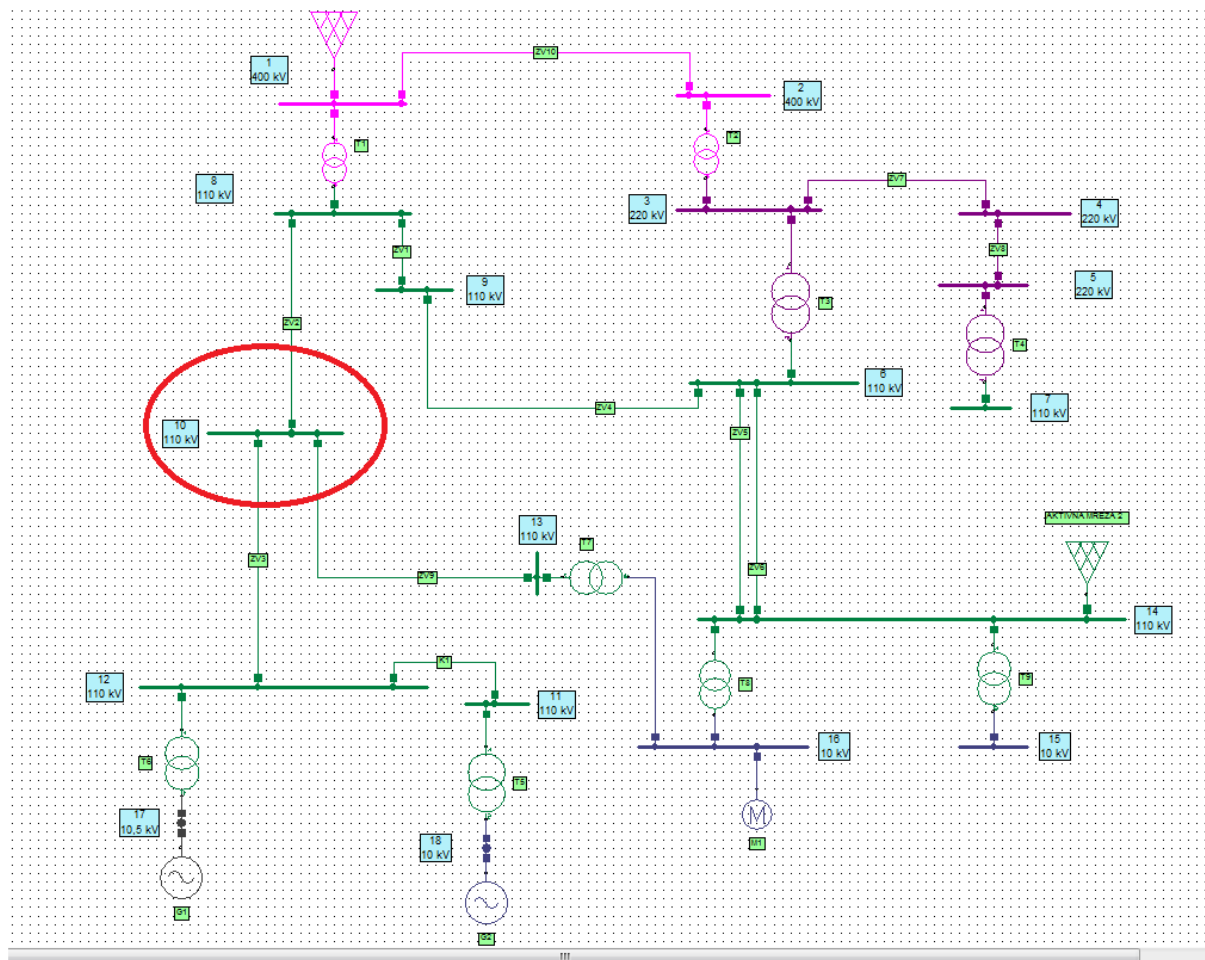 ZV10
1
400 kV
2
400 kV
T1
T2
8
110 kV
ZV7
3
220 kV
4
220 kV
ZV1
ZV8
9
110 kV
5
220 kV
T3
ZV2
T4
6
110 kV
7
110 kV
ZV4
10
110 kV
ZV5
AKTIVNA MREŽA 2
13
110 kV
T7
ZV3
ZV9
ZV6
14
110 kV
K1
12
110 kV
11
110 kV
T8
T9
16
10 kV
15
10 kV
T6
T5
17
10,5 kV
M
18
10 kV
M1
G1
G2